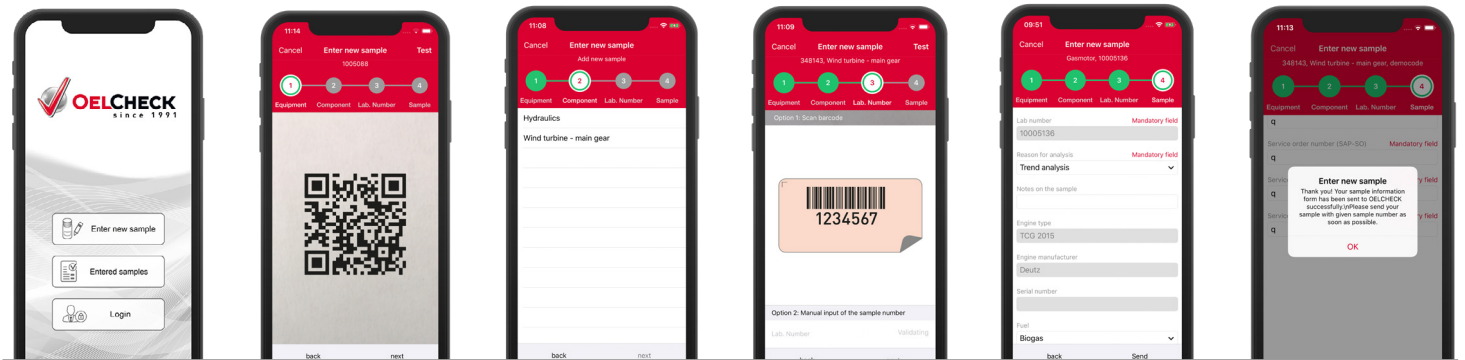 OELCHECK
since 1991
Enter new sample
Entered samples
Login
11:14
Cancel Enter new sample Test
1005088
1 2 3 4
Equipment Component Lab. Number Sample
back next
11:08
Cancel Enter new sample
Add new sample
1 2 3 4
Equipment Component Lab. Number Sample
Hydraulics
Wind turbine - main gear
back next
11:09
Cancel Enter new sample Test
348143, Wind turbine - main gear
1 2 3 4
Equipment Component Lab. Number Sample
Option 1: Scan barcode
1234567
Option 2: Manual input of the sample number
Lab. Number Validating
09:51
Cancel Enter new sample
Gasmotor, 10005136
1 2 3 4
Equipment Component Lab. Number Sample
Lab number Mandatory field
10005136
Reason for analysis Mandatory field
Trend analysis
Notes on the sample
Engine type
TCG 2015
Engine manufacturer
Deutz
Serial number
Fuel
Biogas
back Send
11:13
Cancel Enter new sample
348143, Wind turbine - main gear, democode
1 2 3 4
Equipment Component Lab. Number Sample
q
Service order number (SAP-SO) Mandatory field
q
Enter new sample
Thank you! Your sample information
form has been sent to OELCHECK
successfully.\nPlease send your
sample with given sample number as
soon as possible.
OK
q
q